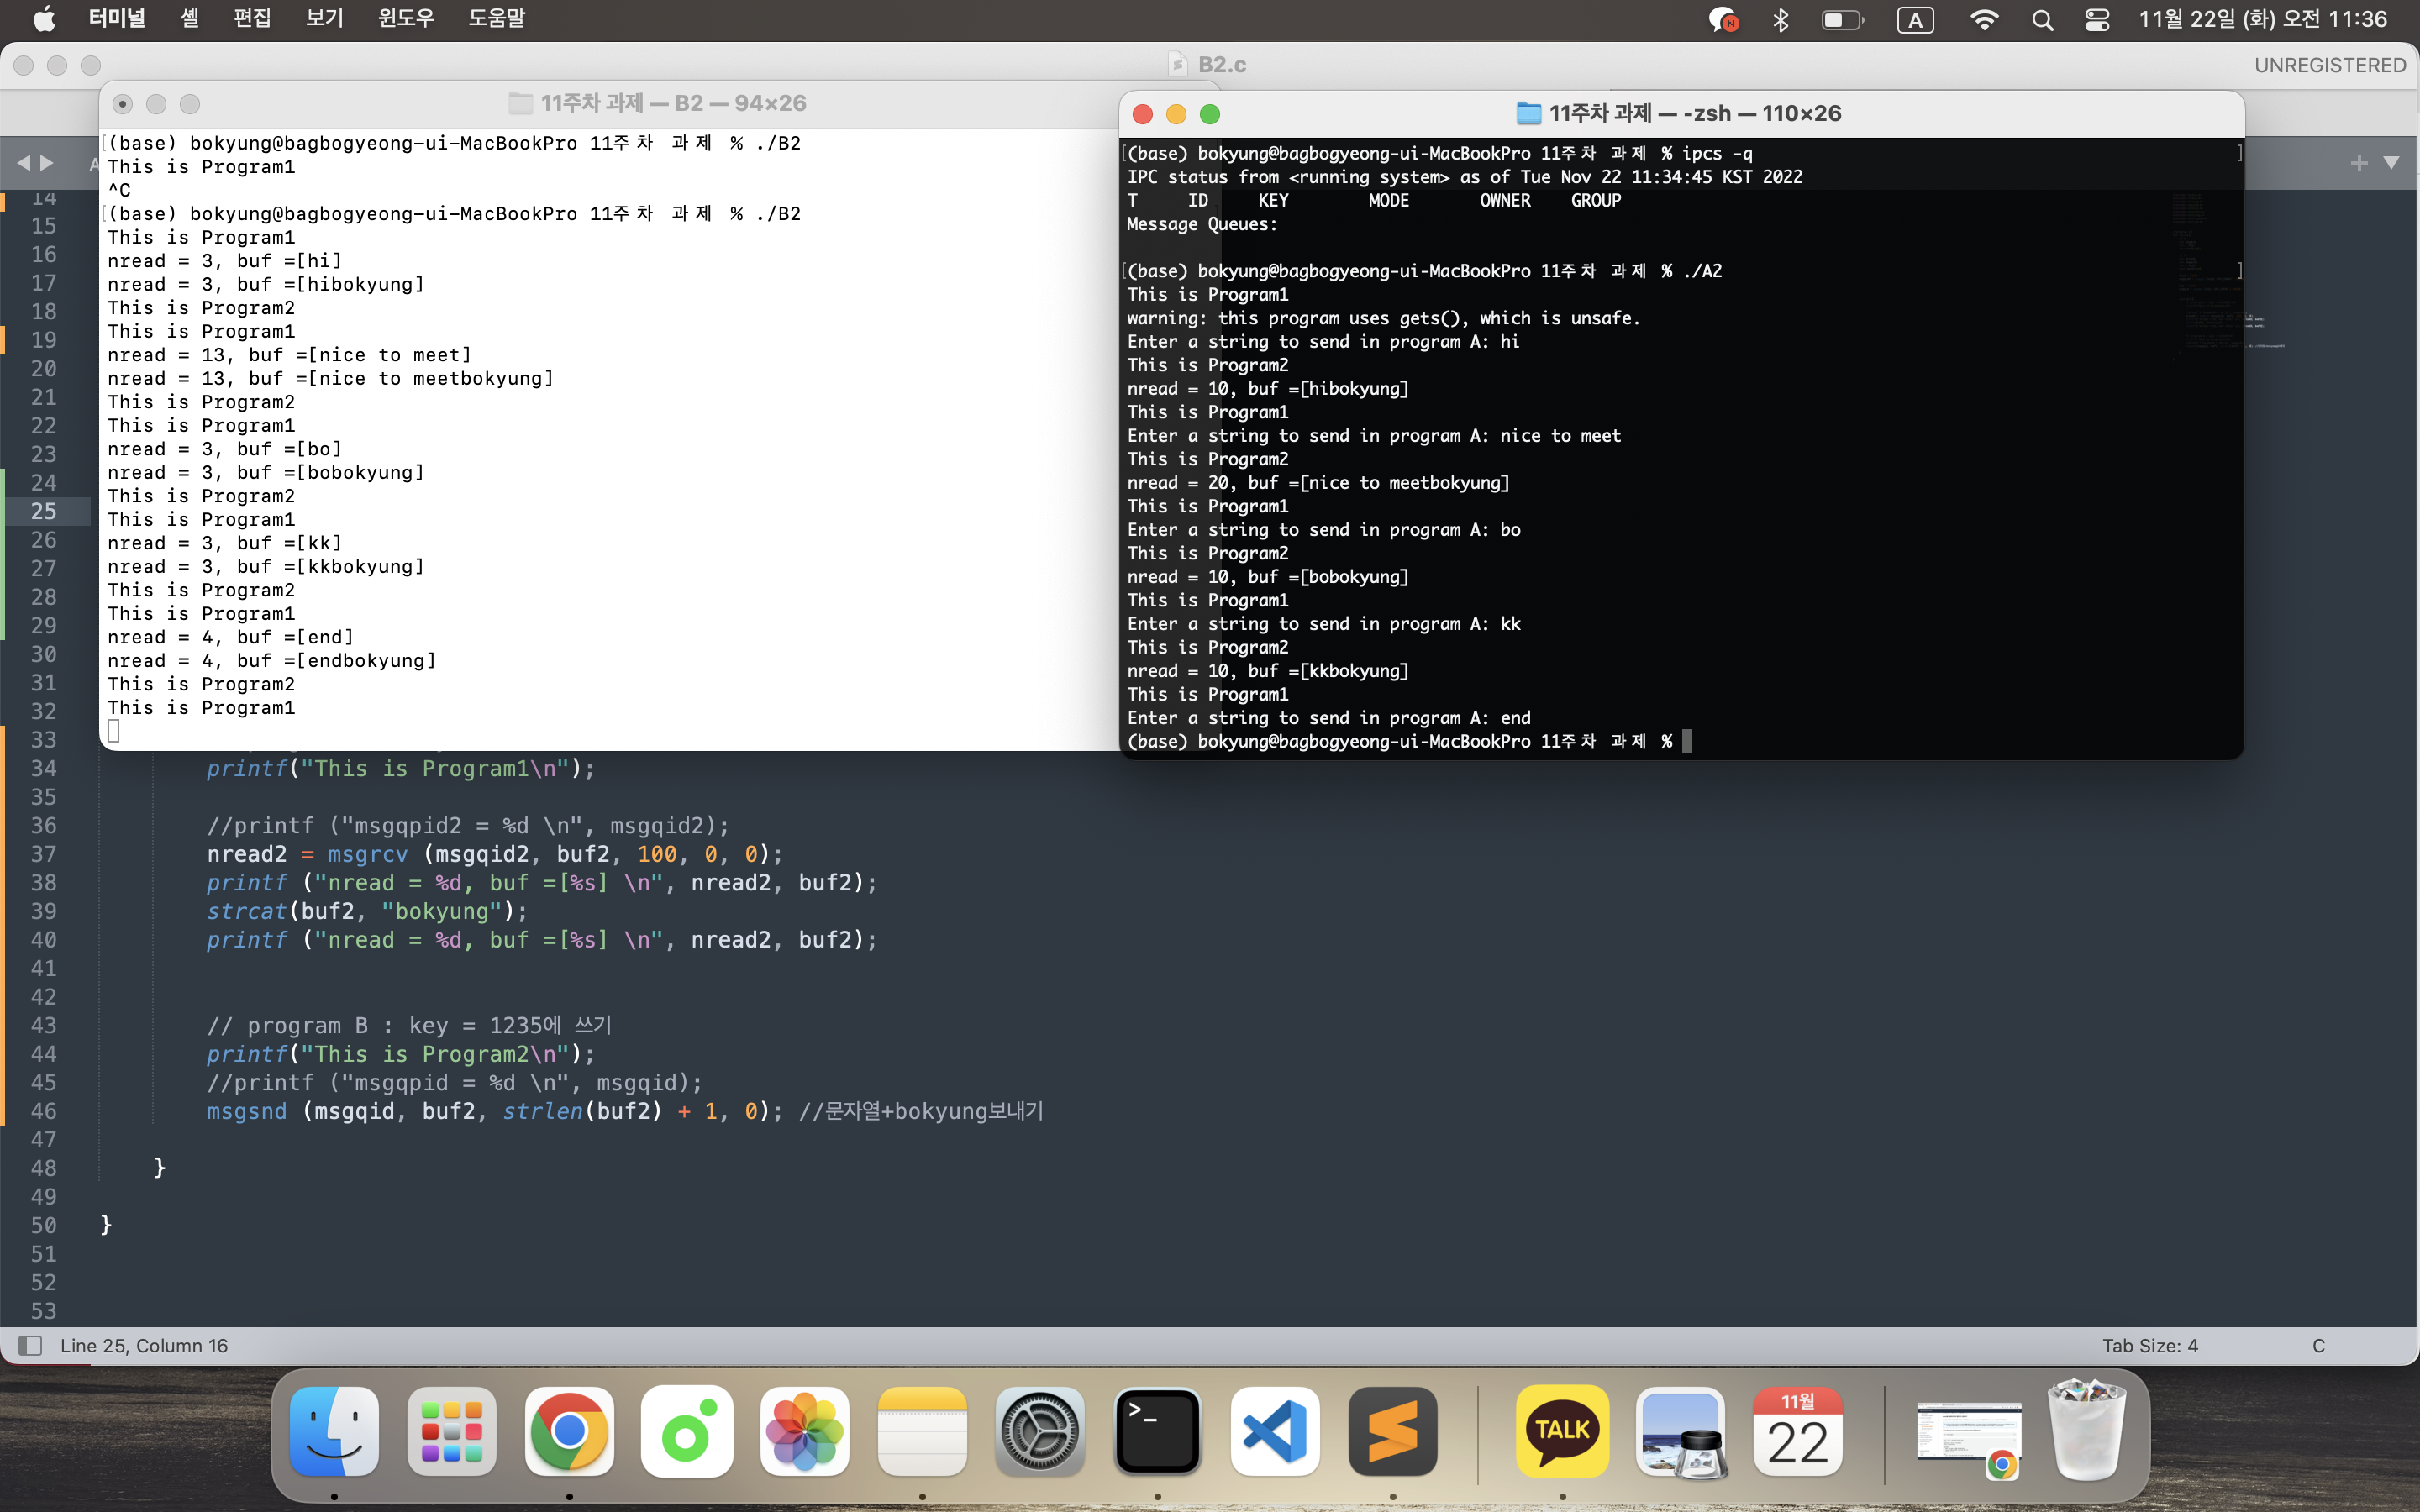 터미널 셸 편집 보기 윈도우 도움말
A 11월 22일 (화) 오전 11:36
B2.c
UNREGISTERED
11주차 과제 — B2 — 94×26
(base) bokyung@bagbogyeong-ui-MacBookPro 11주차 과제 % ./B2
This is Program1
^C
(base) bokyung@bagbogyeong-ui-MacBookPro 11주차 과제 % ./B2
This is Program1
nread = 3, buf =[hi]
nread = 3, buf =[hibokyung]
This is Program2
This is Program1
nread = 13, buf =[nice to meet]
nread = 13, buf =[nice to meetbokyung]
This is Program2
This is Program1
nread = 3, buf =[bo]
nread = 3, buf =[bobokyung]
This is Program2
This is Program1
nread = 3, buf =[kk]
nread = 3, buf =[kkbokyung]
This is Program2
This is Program1
nread = 4, buf =[end]
nread = 4, buf =[endbokyung]
This is Program2
This is Program1
11주차 과제 — -zsh — 110×26
(base) bokyung@bagbogyeong-ui-MacBookPro 11주차 과제 % ipcs -q
IPC status from <running system> as of Tue Nov 22 11:34:45 KST 2022
T ID KEY MODE OWNER GROUP
Message Queues:
(base) bokyung@bagbogyeong-ui-MacBookPro 11주차 과제 % ./A2
This is Program1
warning: this program uses gets(), which is unsafe.
Enter a string to send in program A: hi
This is Program2
nread = 10, buf =[hibokyung]
This is Program1
Enter a string to send in program A: nice to meet
This is Program2
nread = 20, buf =[nice to meetbokyung]
This is Program1
Enter a string to send in program A: bo
This is Program2
nread = 10, buf =[bobokyung]
This is Program1
Enter a string to send in program A: kk
This is Program2
nread = 10, buf =[kkbokyung]
This is Program1
Enter a string to send in program A: end
(base) bokyung@bagbogyeong-ui-MacBookPro 11주차 과제 %
14
15
16
17
18
19
20
21
22
23
24
25
26
27
28
29
30
31
32
33
34 printf("This is Program1\n");
35
36 //printf ("msgqpid2 = %d \n", msgqid2);
37 nread2 = msgrcv (msgqid2, buf2, 100, 0, 0);
38 printf ("nread = %d, buf =[%s] \n", nread2, buf2);
39 strcat(buf2, "bokyung");
40 printf ("nread = %d, buf =[%s] \n", nread2, buf2);
41
42
43 // program B : key = 1235에 쓰기
44 printf("This is Program2\n");
45 //printf ("msgqpid = %d \n", msgqid);
46 msgsnd (msgqid, buf2, strlen(buf2) + 1, 0); //문자열+bokyung보내기
47
48 }
49
50 }
51
52
53
Line 25, Column 16
Tab Size: 4
C
TALK
11월
22